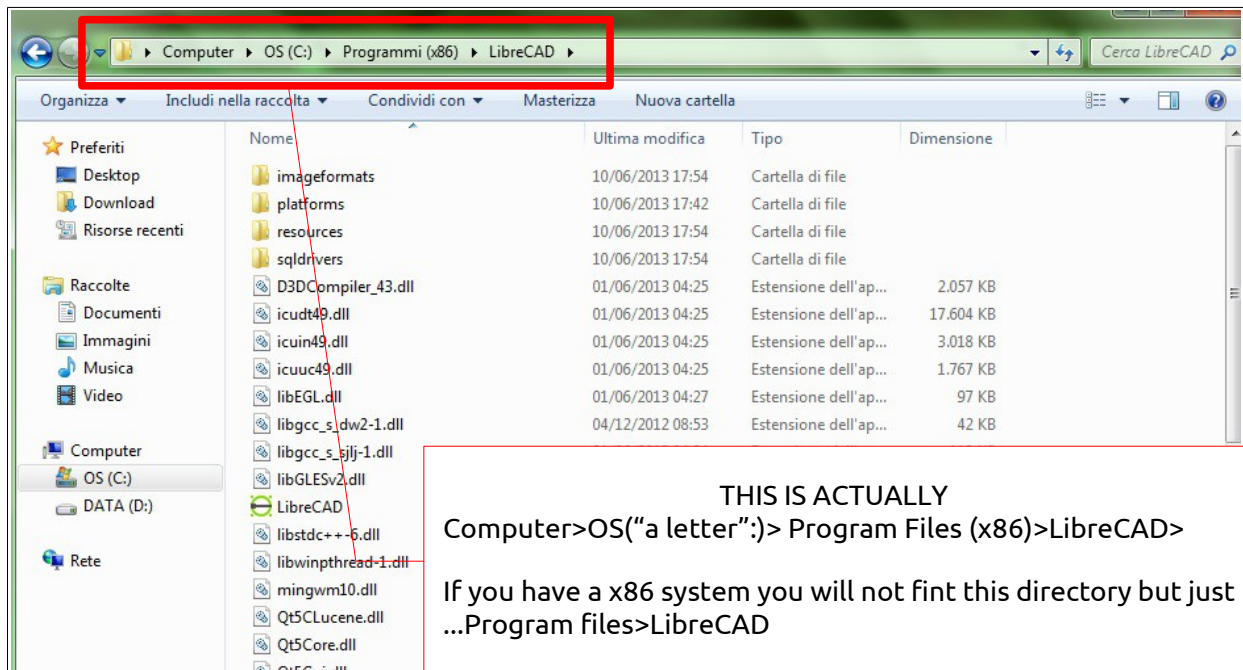 Computer ▸ OS (C:) ▸ Programmi (x86) ▸ LibreCAD ▸
Cerca LibreCAD
Organizza Includi nella raccolta Condividi con Masterizza Nuova cartella
Nome Ultima modifica Tipo Dimensione
Preferiti
Desktop
Download
Risorse recenti
Raccolte
Documenti
Immagini
Musica
Video
Computer
OS (C:)
DATA (D:)
Rete
imageformats 10/06/2013 17:54 Cartella di file
platforms 10/06/2013 17:42 Cartella di file
resources 10/06/2013 17:54 Cartella di file
sqldrivers 10/06/2013 17:54 Cartella di file
D3DCompiler_43.dll 01/06/2013 04:25 Estensione dell'ap... 2.057 KB
icudt49.dll 01/06/2013 04:25 Estensione dell'ap... 17.604 KB
icuin49.dll 01/06/2013 04:25 Estensione dell'ap... 3.018 KB
icuuc49.dll 01/06/2013 04:25 Estensione dell'ap... 1.767 KB
libEGL.dll 01/06/2013 04:27 Estensione dell'ap... 97 KB
libgcc_s_dw2-1.dll 04/12/2012 08:53 Estensione dell'ap... 42 KB
libgcc_s_sjlj-1.dll
libGLESv2.dll
LibreCAD
libstdc++-6.dll
libwinpthread-1.dll
mingwm10.dll
Qt5CLucene.dll
Qt5Core.dll
THIS IS ACTUALLY
Computer>OS(“a letter”:)> Program Files (x86)>LibreCAD>
If you have a x86 system you will not fint this directory but just
...Program files>LibreCAD